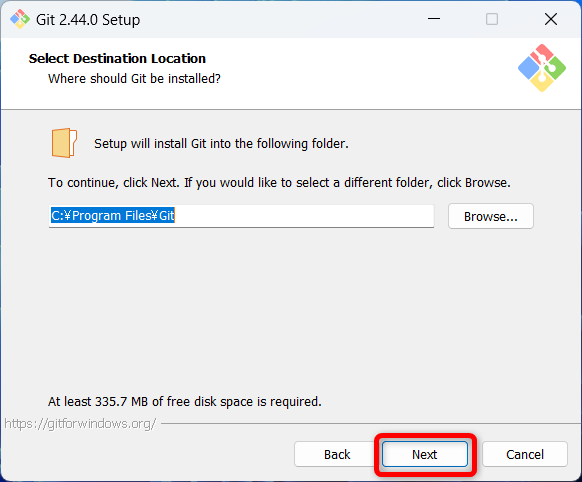 Git 2.44.0 Setup
Select Destination Location
Where should Git be installed?
Setup will install Git into the following folder.
To continue, click Next. If you would like to select a different folder, click Browse.
C:¥Program Files¥Git
Browse...
At least 335.7 MB of free disk space is required.
https://gitforwindows.org/
Back
Next
Cancel